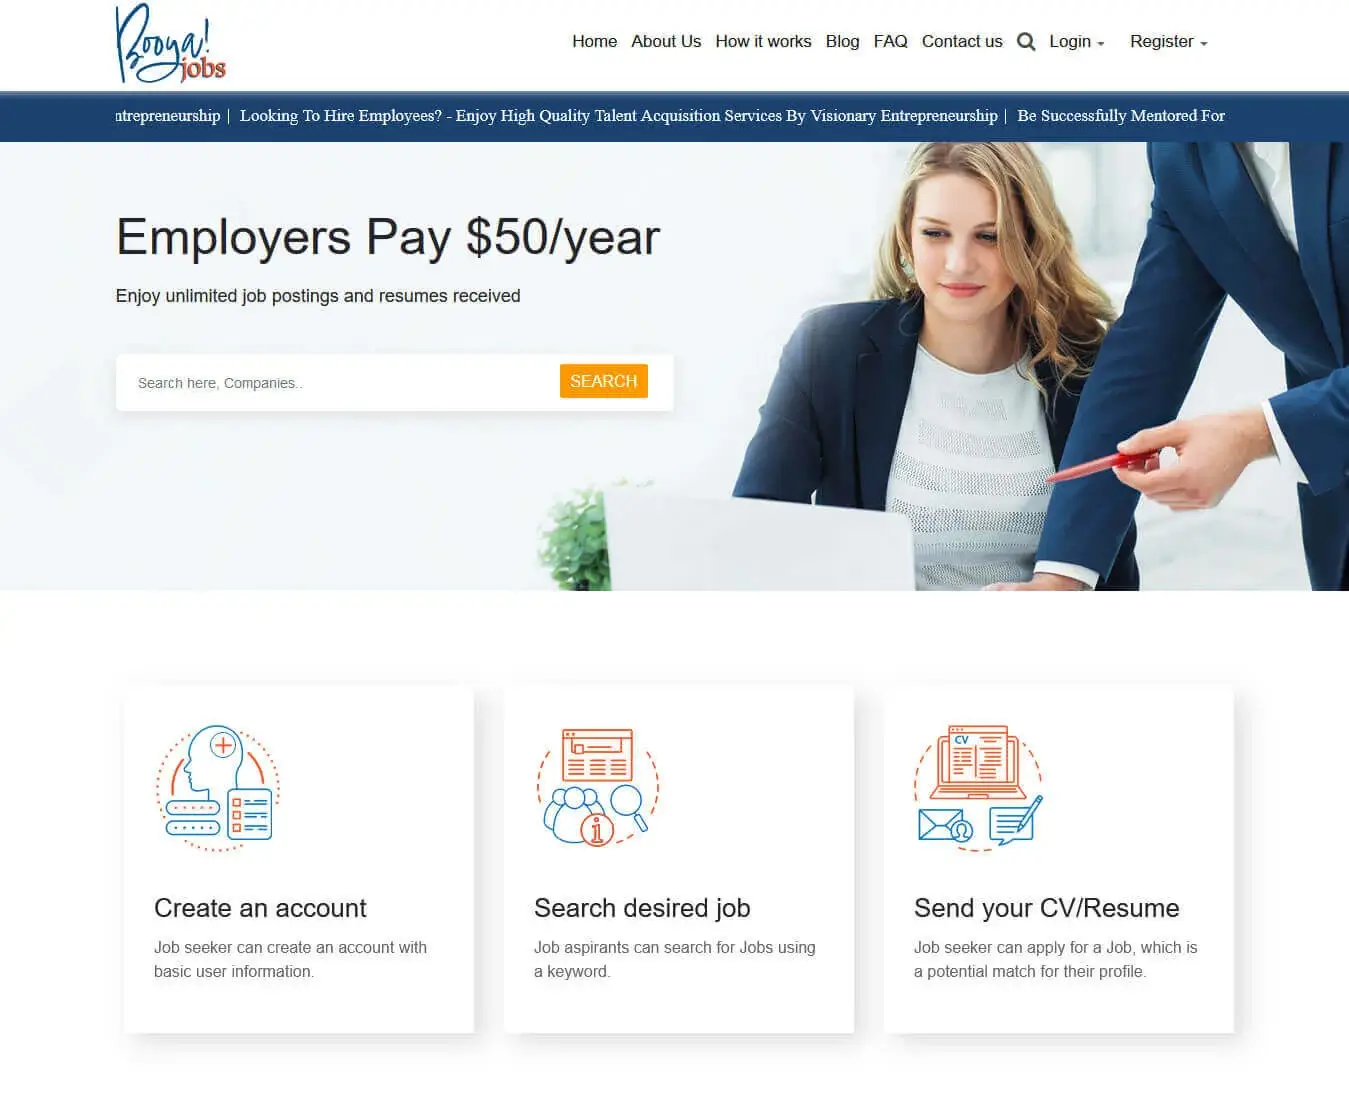 Booya!
jobs
Home About Us How it works Blog FAQ Contact us Login Register
Looking To Hire Employees? - Enjoy High Quality Talent Acquisition Services By Visionary Entrepreneurship | Be Successfully Mentored For
Employers Pay $50/year
Enjoy unlimited job postings and resumes received
Search here, Companies..
SEARCH
CV
i
Create an account
Job seeker can create an account with
basic user information.
Search desired job
Job aspirants can search for Jobs using
a keyword.
Send your CV/Resume
Job seeker can apply for a Job, which is
a potential match for their profile.